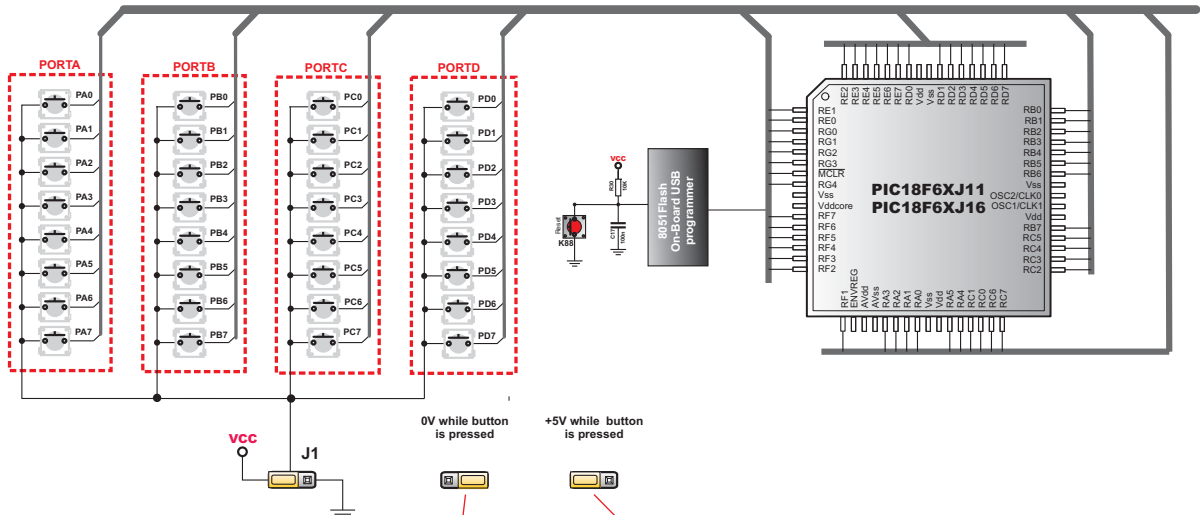 PORTA
PORTB
PORTC
PORTD
PA0
PA1
PA2
PA3
PA4
PA5
PA6
PA7
PB0
PB1
PB2
PB3
PB4
PB5
PB6
PB7
PC0
PC1
PC2
PC3
PC4
PC5
PC6
PC7
PD0
PD1
PD2
PD3
PD4
PD5
PD6
PD7
VCC
J1
0V while button
is pressed
+5V while button
is pressed
VCC
R30
10K
Reset
K88
C17
100n
8051Flash
On-Board USB
programmer
RE2
RE3
RE4
RE5
RE6
RE7
RD0
Vdd
Vss
RD1
RD2
RD3
RD4
RD5
RD6
RD7
RE1
RE0
RG0
RG1
RG2
RG3
MCLR
RG4
Vss
Vddcore
RF7
RF6
RF5
RF4
RF3
RF2
PIC18F6XJ11
PIC18F6XJ16
RB0
RB1
RB2
RB3
RB4
RB5
RB6
Vss
OSC2/CLK0
OSC1/CLK1
Vdd
RB7
RC5
RC4
RC3
RC2
RF1
ENVREG
AVdd
AVss
RA3
RA2
RA1
RA0
Vss
Vdd
RA5
RA4
RC1
RC0
RC6
RC7